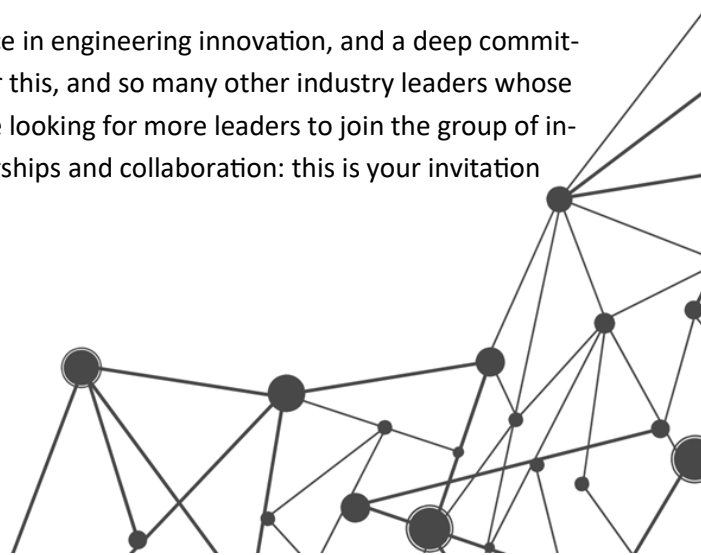 e in engineering innovation, and a deep commit-
this, and so many other industry leaders whose
looking for more leaders to join the group of in-
ships and collaboration: this is your invitation